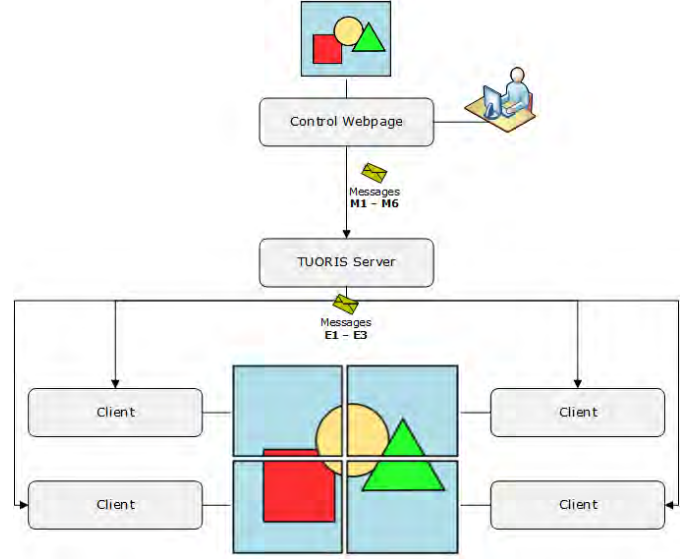 Control Webpage
Messages
M1 – M6
TUORIS Server
Messages
E1 – E3
Client
Client
Client
Client